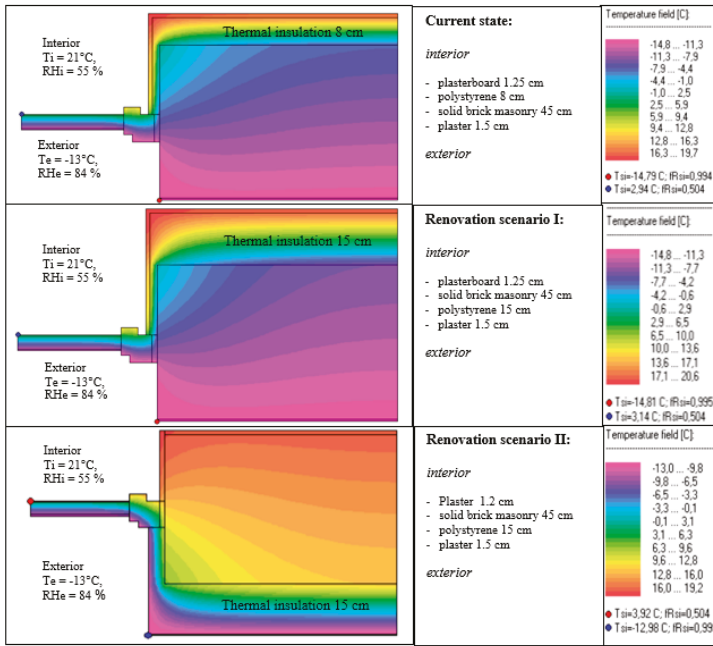 Thermal insulation 8 cm
Interior
Ti = 21°C,
RHi = 55 %
Exterior
Te = -13°C,
RHe = 84 %
Current state:
interior
- plasterboard 1.25 cm
- polystyrene 8 cm
- solid brick masonry 45 cm
- plaster 1.5 cm
exterior
Temperature field [C]:
-14,8 ... -11,3
-11,3 ... -7,9
-7,9 ... -4,4
-4,4 ... -1,0
-1,0 ... 2,5
2,5 ... 5,9
5,9 ... 9,4
9,4 ... 12,8
12,8 ... 16,3
16,3 ... 19,7
Tsi=-14,79 C; fRsi=0,994
Tsi=2,94 C; fRsi=0,504
Thermal insulation 15 cm
Interior
Ti = 21°C,
RHi = 55 %
Exterior
Te = -13°C,
RHe = 84 %
Renovation scenario I:
interior
- plasterboard 1.25 cm
- solid brick masonry 45 cm
- polystyrene 15 cm
- plaster 1.5 cm
exterior
Temperature field [C]:
-14,8 ... -11,3
-11,3 ... -7,7
-7,7 ... -4,2
-4,2 ... -0,6
-0,6 ... 2,9
2,9 ... 6,5
6,5 ... 10,0
10,0 ... 13,6
13,6 ... 17,1
17,1 ... 20,6
Tsi=-14,81 C; fRsi=0,995
Tsi=3,14 C; fRsi=0,504
Interior
Ti = 21°C,
RHi = 55 %
Exterior
Te = -13°C,
RHe = 84 %
Thermal insulation 15 cm
Renovation scenario II:
interior
- Plaster 1.2 cm
- solid brick masonry 45 cm
- polystyrene 15 cm
- plaster 1.5 cm
exterior
Temperature field [C]:
-13,0 ... -9,8
-9,8 ... -6,5
-6,5 ... -3,3
-3,3 ... -0,1
-0,1 ... 3,1
3,1 ... 6,3
6,3 ... 9,6
9,6 ... 12,8
12,8 ... 16,0
16,0 ... 19,2
Tsi=3,92 C; fRsi=0,504
Tsi=-12,98 C; fRsi=0,99